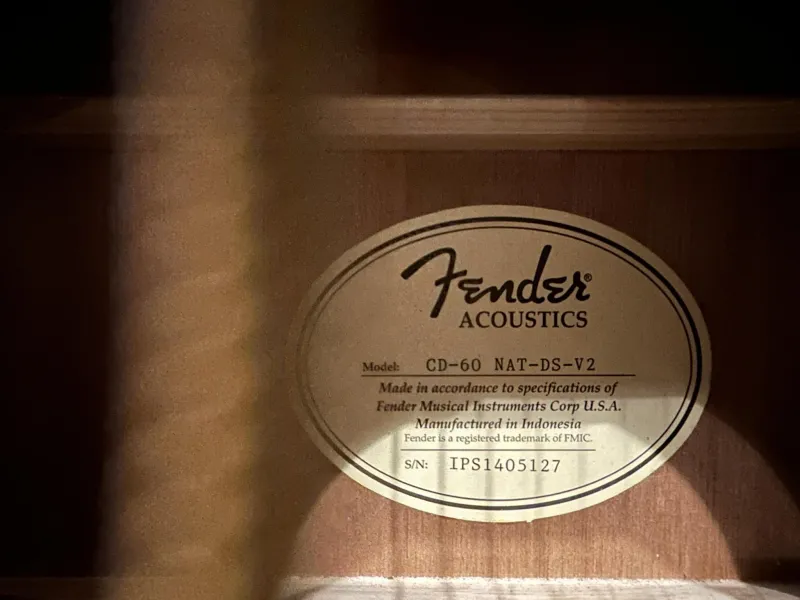 Fender®
ACOUSTICS
Model: CD-60 NAT-DS-V2
Made in accordance to specifications of
Fender Musical Instruments Corp U.S.A.
Manufactured in Indonesia
Fender is a registered trademark of FMIC.
S/N: IPS1405127